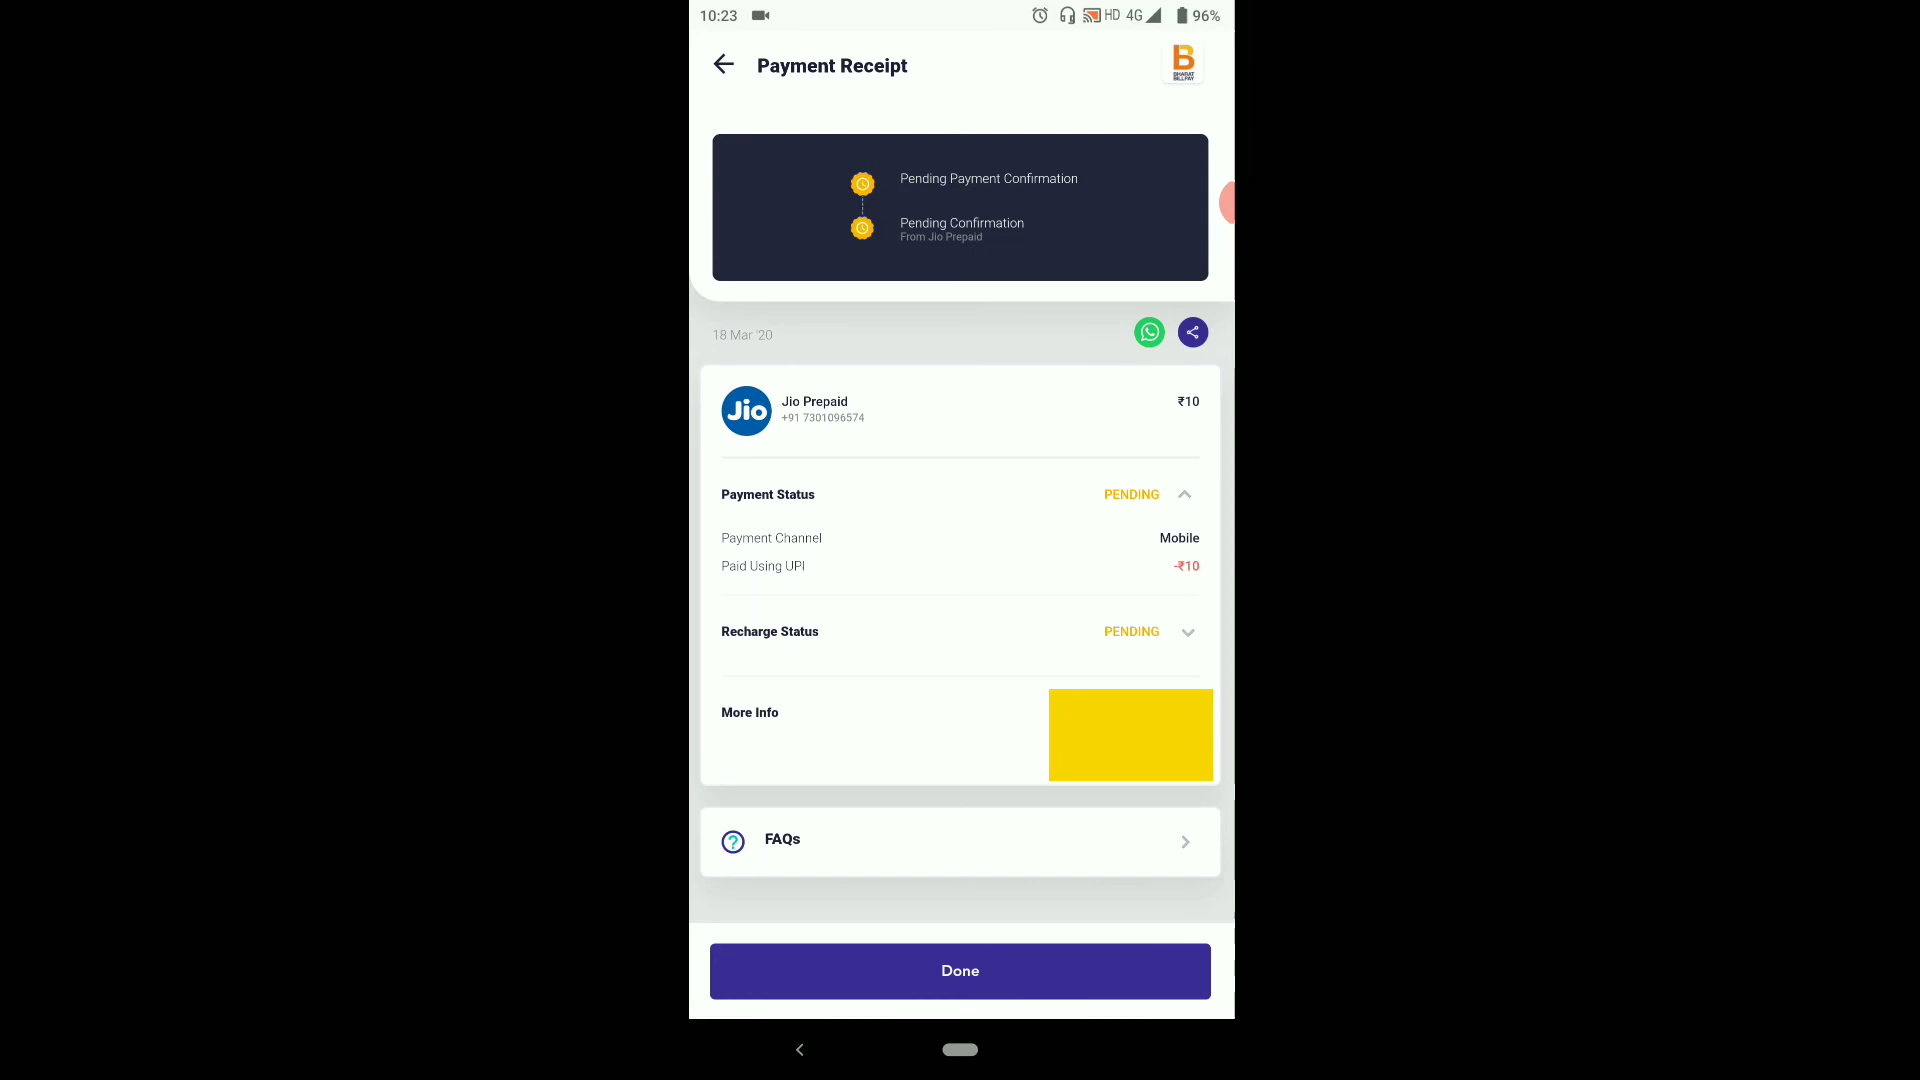 10:23 HD 4G 96%
Payment Receipt
B
BHARAT
BILLPAY
Pending Payment Confirmation
Pending Confirmation
From Jio Prepaid
18 Mar '20
Jio
Jio Prepaid ₹10
+91 7301096574
Payment Status PENDING
Payment Channel Mobile
Paid Using UPI -₹10
Recharge Status PENDING
More Info
? FAQs
Done